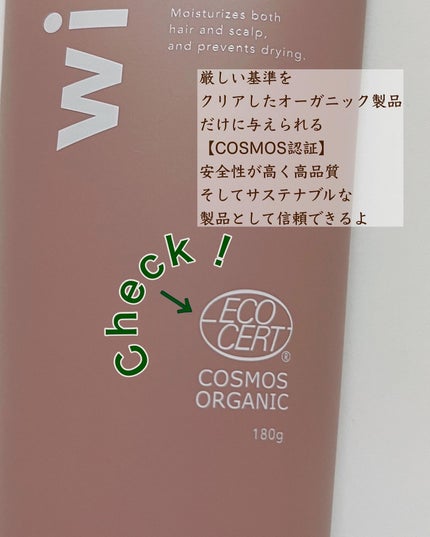 wi
Moisturizes both
hair and scalp,
and prevents drying.
厳しい基準を
クリアしたオーガニック製品
だけに与えられる
【COSMOS認証】
安全性が高く高品質
そしてサステナブルな
製品として信頼できるよ
Check！
ECO
CERT
®
COSMOS
ORGANIC
180g